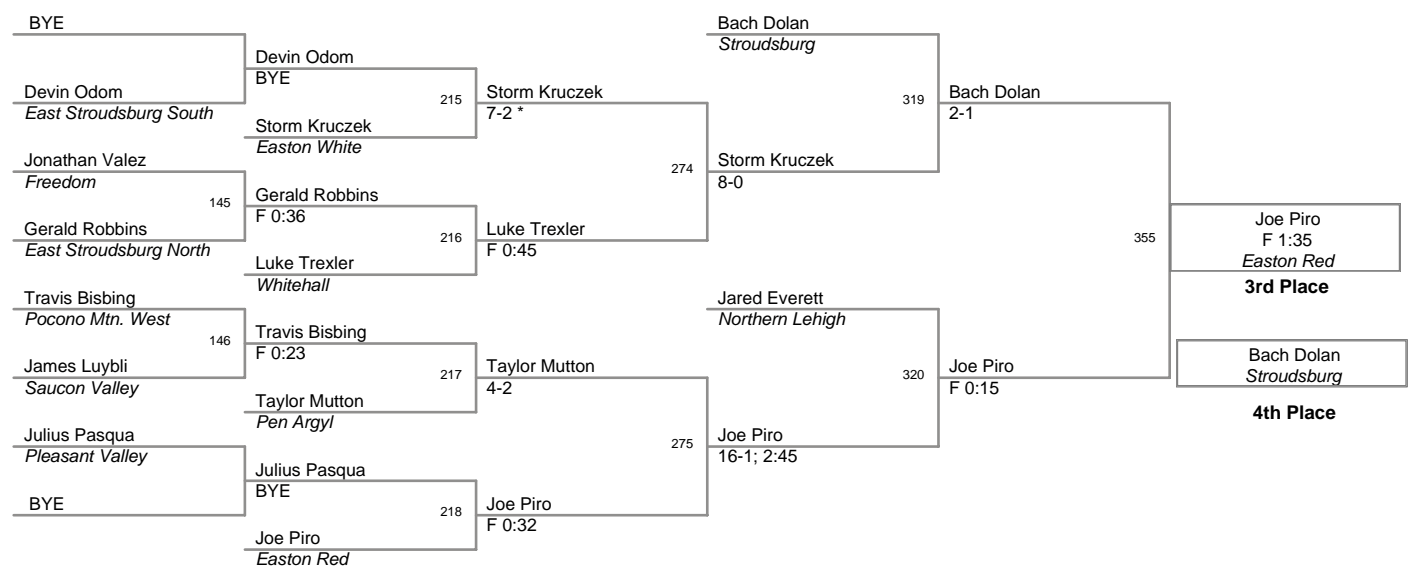 BYE
Devin Odom
East Stroudsburg South
Jonathan Valez
Freedom
145
Gerald Robbins
East Stroudsburg North
Travis Bisbing
Pocono Mtn. West
146
James Luybli
Saucon Valley
Julius Pasqua
Pleasant Valley
BYE
Devin Odom
BYE
215
Storm Kruczek
Easton White
Gerald Robbins
F 0:36
216
Luke Trexler
Whitehall
Travis Bisbing
F 0:23
217
Taylor Mutton
Pen Argyl
Julius Pasqua
BYE
218
Joe Piro
Easton Red
Storm Kruczek
7-2 *
274
Luke Trexler
F 0:45
Taylor Mutton
4-2
275
Joe Piro
F 0:32
Bach Dolan
Stroudsburg
319
Storm Kruczek
8-0
Jared Everett
Northern Lehigh
320
Joe Piro
16-1; 2:45
Bach Dolan
2-1
355
Joe Piro
F 0:15
Joe Piro
F 1:35
Easton Red
3rd Place
Bach Dolan
Stroudsburg
4th Place